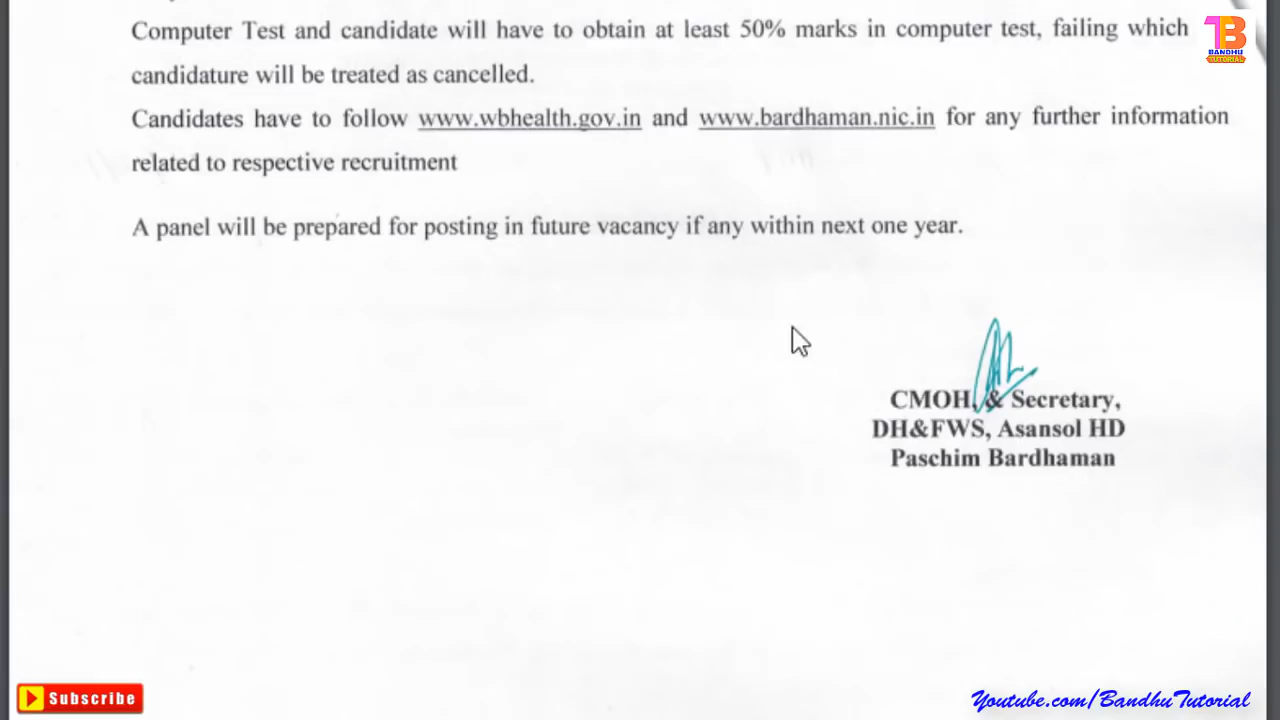 Computer Test and candidate will have to obtain at least 50% marks in computer test, failing which
candidature will be treated as cancelled.
Candidates have to follow www.wbhealth.gov.in and www.bardhaman.nic.in for any further information
related to respective recruitment
A panel will be prepared for posting in future vacancy if any within next one year.
CMOH, & Secretary,
DH&FWS, Asansol HD
Paschim Bardhaman
TB
BANDHU
TUTORIAL
Subscribe
Youtube.com/BandhuTutorial